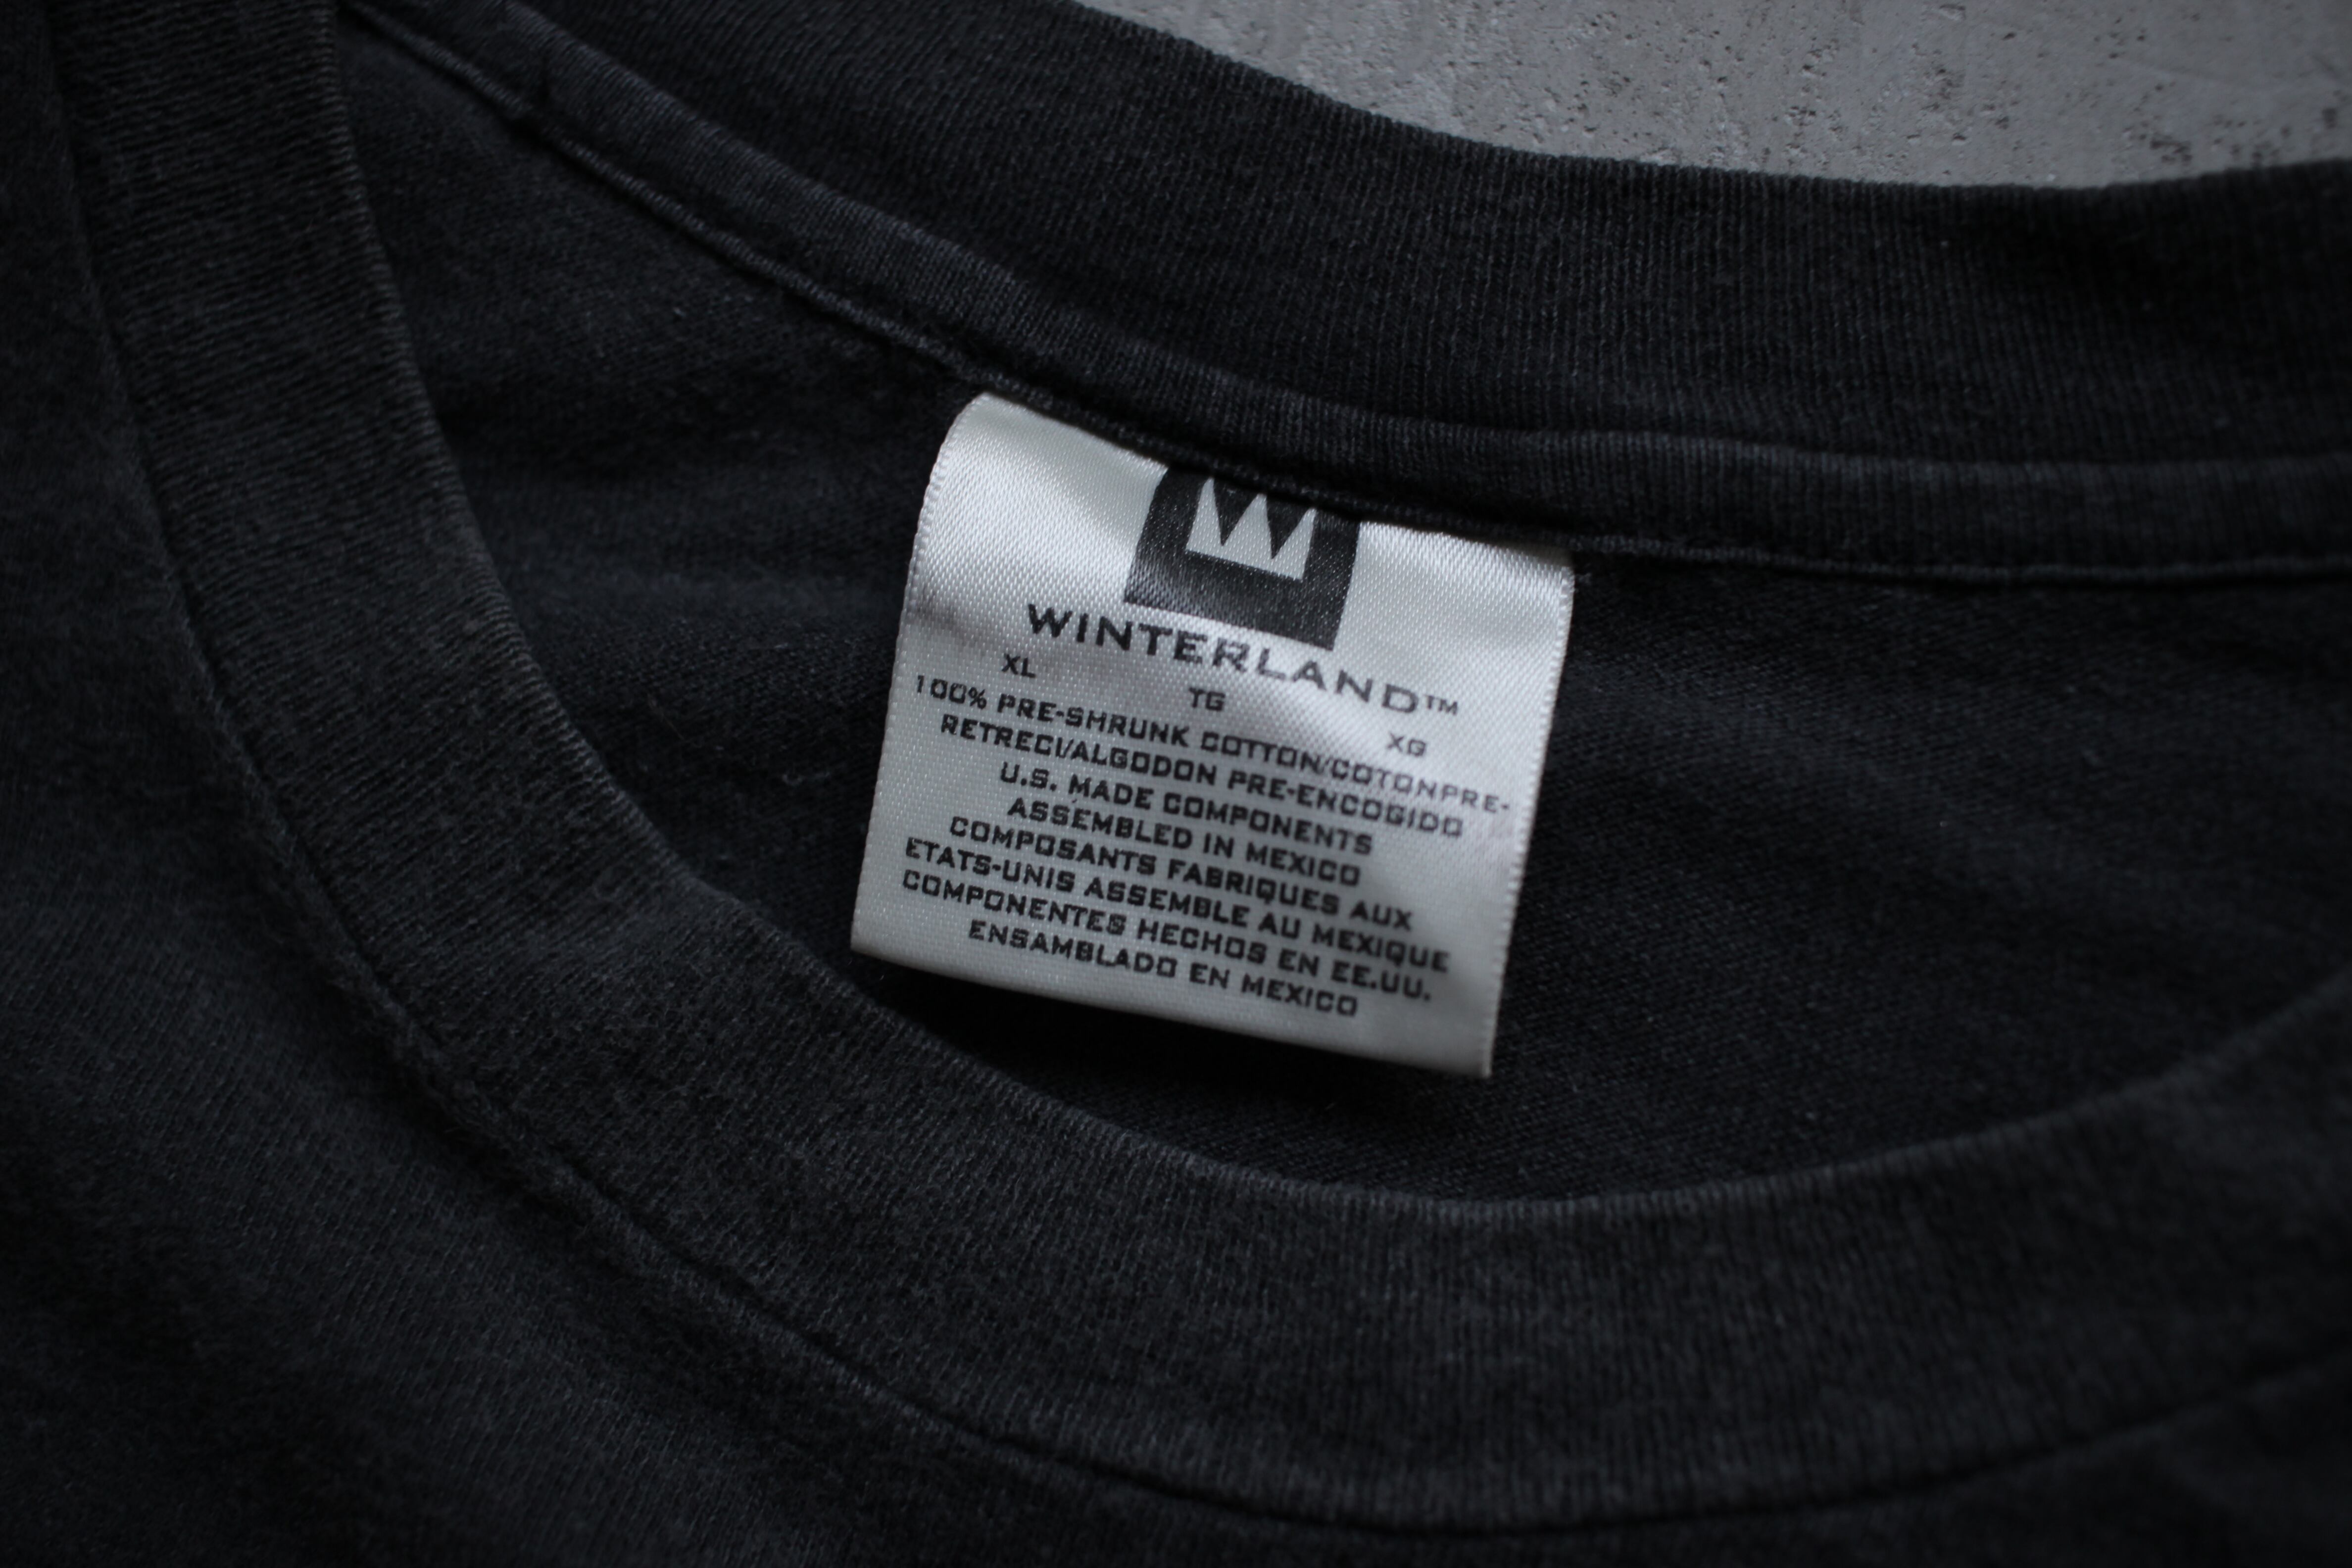 WINTERLAND™
XL TG XG
100% PRE-SHRUNK COTTON/COTONPRE-
RETRECI/ALGODON PRE-ENCOGIDO
U.S. MADE COMPONENTS
ASSEMBLED IN MEXICO
COMPOSANTS FABRIQUES AUX
ETATS-UNIS ASSEMBLE AU MEXIQUE
COMPONENTES HECHOS EN EE.UU.
ENSAMBLADO EN MEXICO